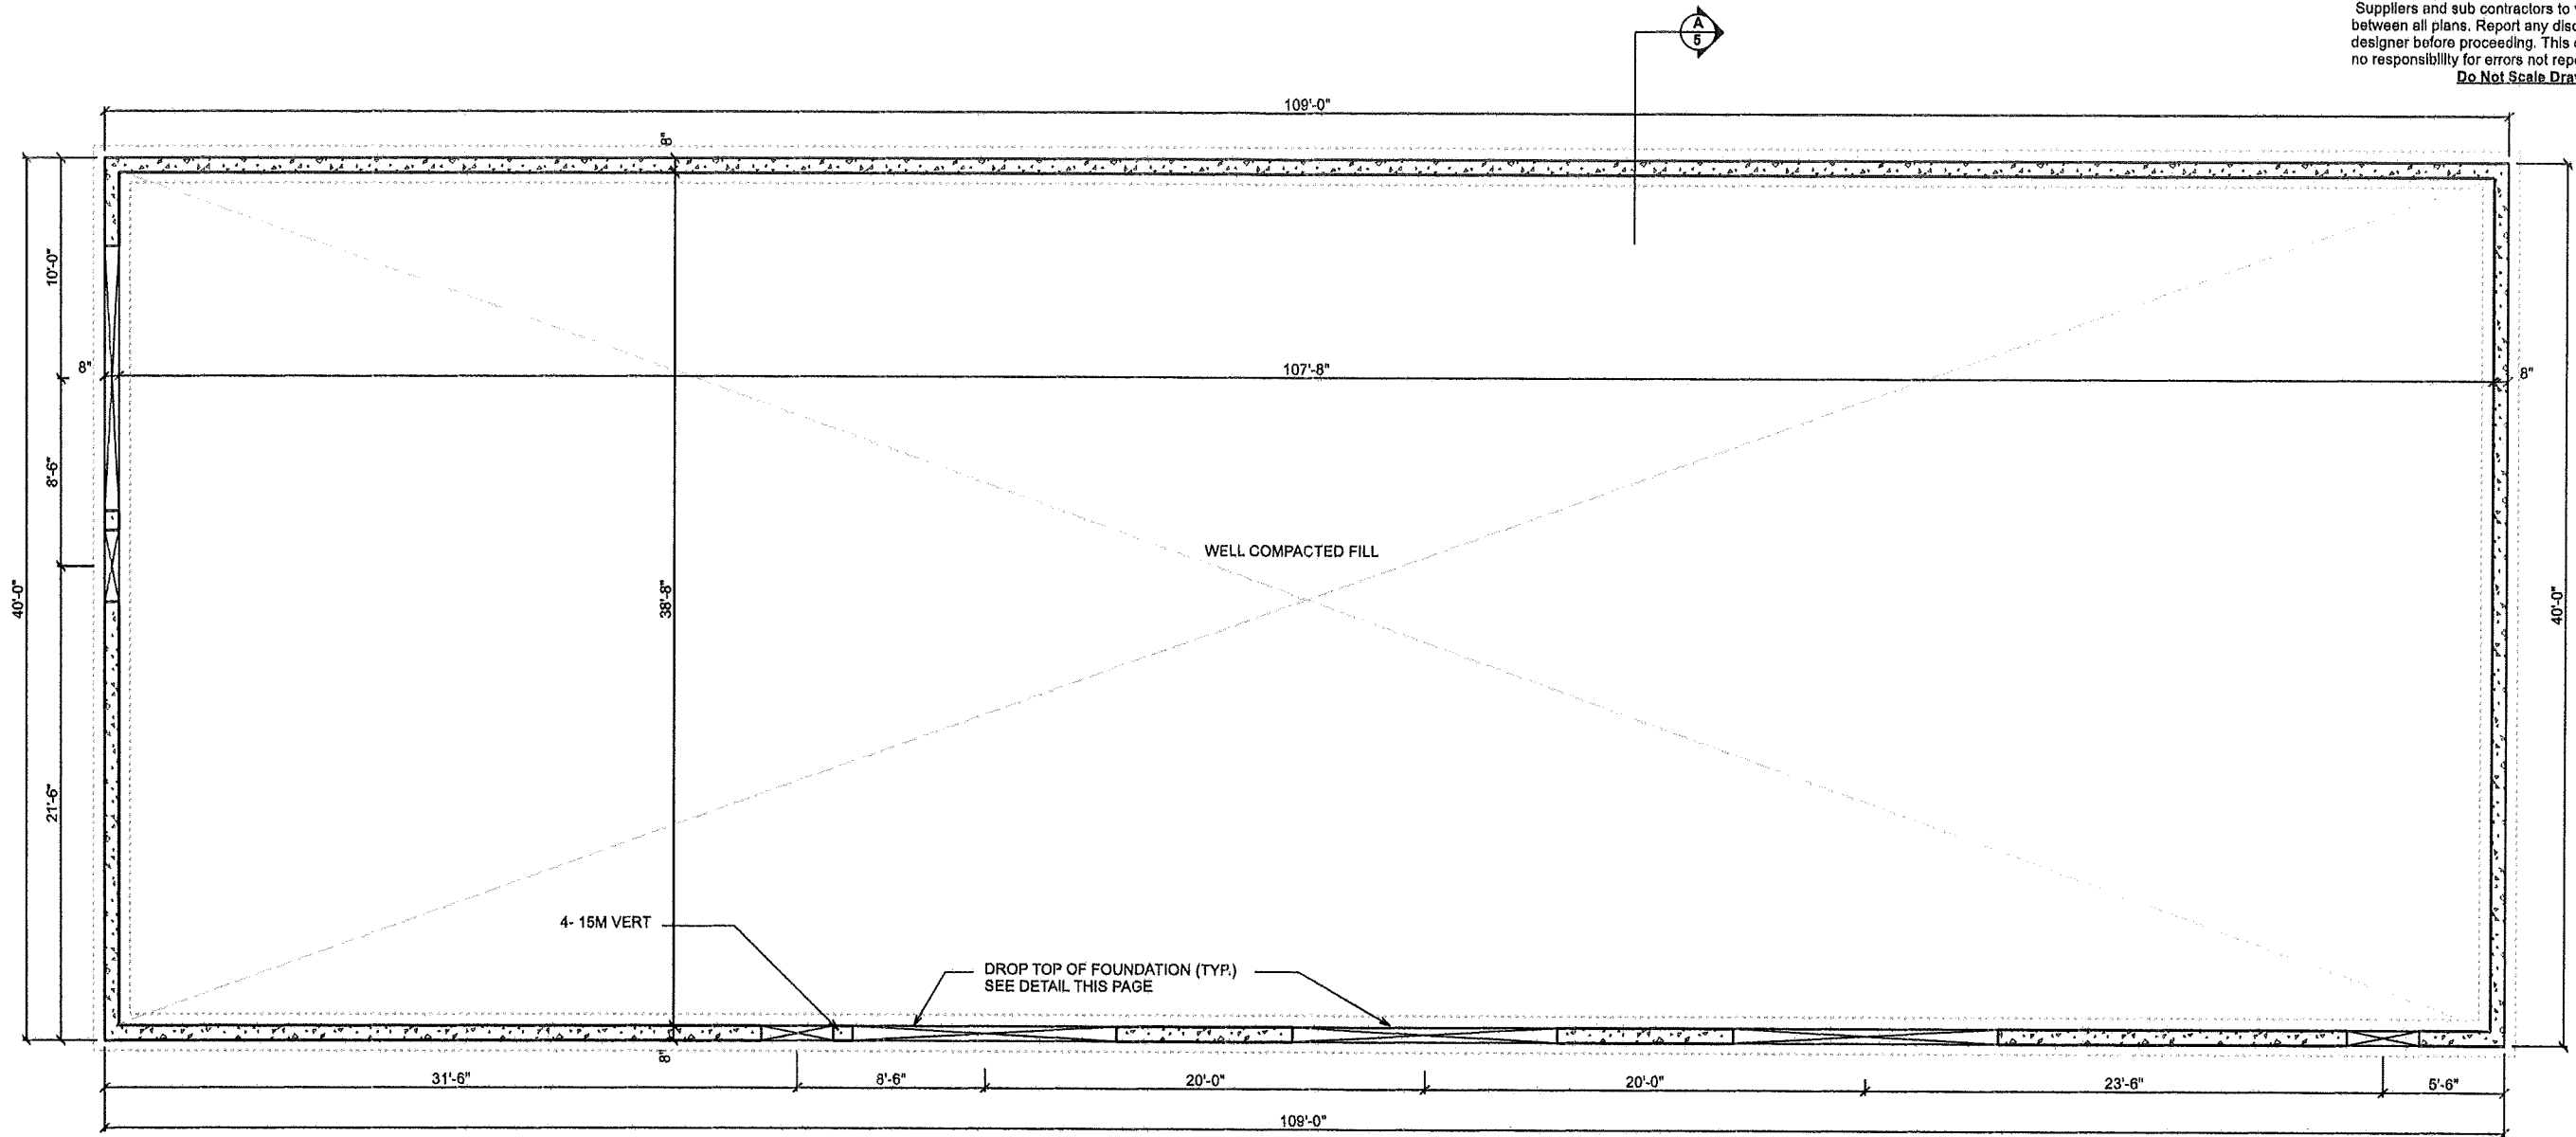 Suppliers and sub contractors to
between all plans. Report any
designer before proceeding. This
no responsibility for errors not
Do Not Scale
A
5
109'-0"
8"
10'-0"
8"
107'-8"
8"
8'-6"
WELL COMPACTED FILL
40'-0"
38'-8"
40'-0"
21'-6"
4- 15M VERT
DROP TOP OF FOUNDATION (TYP.)
SEE DETAIL THIS PAGE
8"
31'-6"
8'-6"
20'-0"
20'-0"
23'-6"
5'-6"
109'-0"